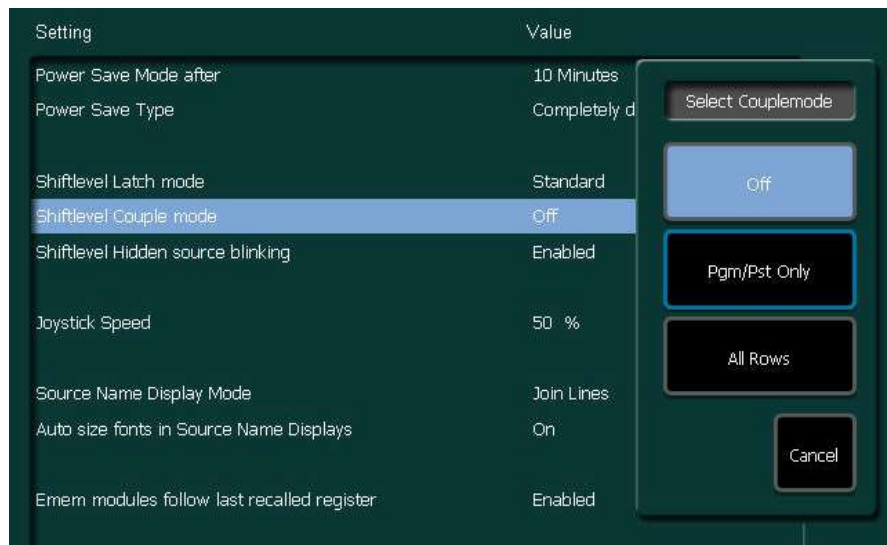 Setting Value
Power Save Mode after 10 Minutes
Power Save Type Completely d
Shiftlevel Latch mode Standard
Shiftlevel Couple mode Off
Shiftlevel Hidden source blinking Enabled
Joystick Speed 50 %
Source Name Display Mode Join Lines
Auto size fonts in Source Name Displays On
Emem modules follow last recalled register Enabled
Select Couplemode
Off
Pgm/Pst Only
All Rows
Cancel